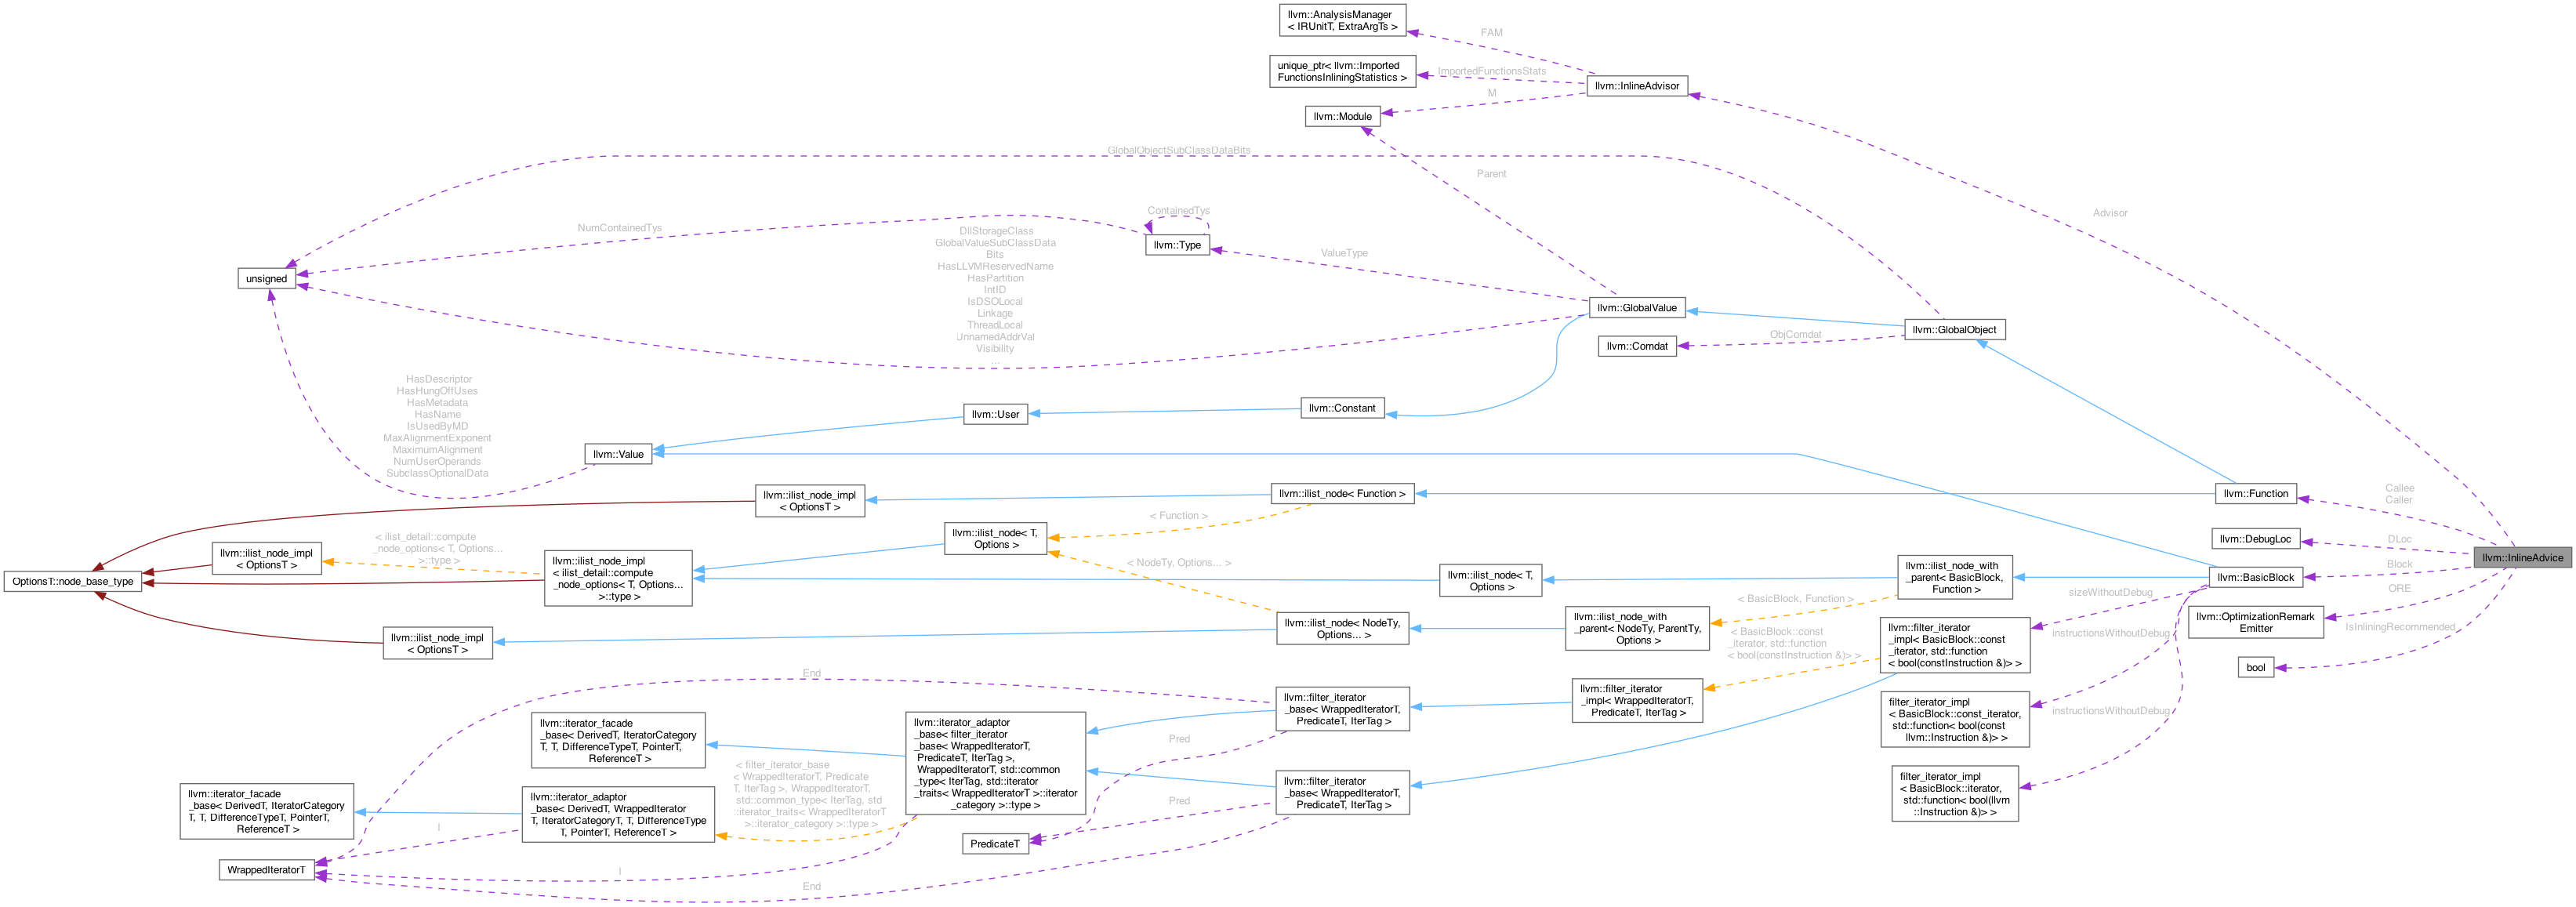 llvm::AnalysisManager
< IRUnitT, ExtraArgTs >
FAM
unique_ptr< llvm::Imported
FunctionsInliningStatistics >
ImportedFunctionsStats
llvm::InlineAdvisor
M
llvm::Module
GlobalObjectSubClassDataBits
Parent
Advisor
ContainedTys
NumContainedTys
llvm::Type
ValueType
DllStorageClass
GlobalValueSubClassData
Bits
HasLLVMReservedName
HasPartition
IntID
IsDSOLocal
Linkage
ThreadLocal
UnnamedAddrVal
Visibility
...
unsigned
llvm::GlobalValue
llvm::GlobalObject
ObjComdat
llvm::Comdat
HasDescriptor
HasHungOffUses
HasMetadata
HasName
IsUsedByMD
MaxAlignmentExponent
MaximumAlignment
NumUserOperands
SubclassOptionalData
llvm::User
llvm::Constant
llvm::Value
llvm::ilist_node_impl
< OptionsT >
llvm::ilist_node< Function >
llvm::Function
Callee
Caller
< Function >
llvm::ilist_node< T,
Options >
llvm::DebugLoc
DLoc
llvm::InlineAdvice
< ilist_detail::compute
_node_options< T, Options...
>::type >
llvm::ilist_node_impl
< OptionsT >
OptionsT::node_base_type
llvm::ilist_node_impl
< ilist_detail::compute
_node_options< T, Options...
>::type >
< NodeTy, Options... >
llvm::ilist_node< T,
Options >
llvm::ilist_node_with
_parent< BasicBlock,
Function >
llvm::BasicBlock
Block
ORE
sizeWithoutDebug
< BasicBlock, Function >
llvm::ilist_node_impl
< OptionsT >
llvm::ilist_node< NodeTy,
Options... >
llvm::ilist_node_with
_parent< NodeTy, ParentTy,
Options >
< BasicBlock::const
_iterator, std::function
< bool(constInstruction &)> >
llvm::filter_iterator
_impl< BasicBlock::const
_iterator, std::function
< bool(constInstruction &)> >
instructionsWithoutDebug
llvm::OptimizationRemark
Emitter
IsInliningRecommended
bool
End
llvm::filter_iterator
_base< WrappedIteratorT,
PredicateT, IterTag >
llvm::filter_iterator
_impl< WrappedIteratorT,
PredicateT, IterTag >
filter_iterator_impl
< BasicBlock::const_iterator,
std::function< bool(const
llvm::Instruction &)> >
instructionsWithoutDebug
llvm::iterator_facade
_base< DerivedT, IteratorCategory
T, T, DifferenceTypeT, PointerT,
ReferenceT >
llvm::iterator_adaptor
_base< filter_iterator
_base< WrappedIteratorT,
PredicateT, IterTag >,
WrappedIteratorT, std::common
_type< IterTag, std::iterator
_traits< WrappedIteratorT >::iterator
_category >::type >
Pred
< filter_iterator_base
< WrappedIteratorT, Predicate
T, IterTag >, WrappedIteratorT,
std::common_type< IterTag, std
::iterator_traits< WrappedIteratorT
>::iterator_category >::type >
llvm::filter_iterator
_base< WrappedIteratorT,
PredicateT, IterTag >
filter_iterator_impl
< BasicBlock::iterator,
std::function< bool(llvm
::Instruction &)> >
llvm::iterator_facade
_base< DerivedT, IteratorCategory
T, T, DifferenceTypeT, PointerT,
ReferenceT >
I
llvm::iterator_adaptor
_base< DerivedT, WrappedIterator
T, IteratorCategoryT, T, DifferenceType
T, PointerT, ReferenceT >
Pred
PredicateT
WrappedIteratorT
I
End